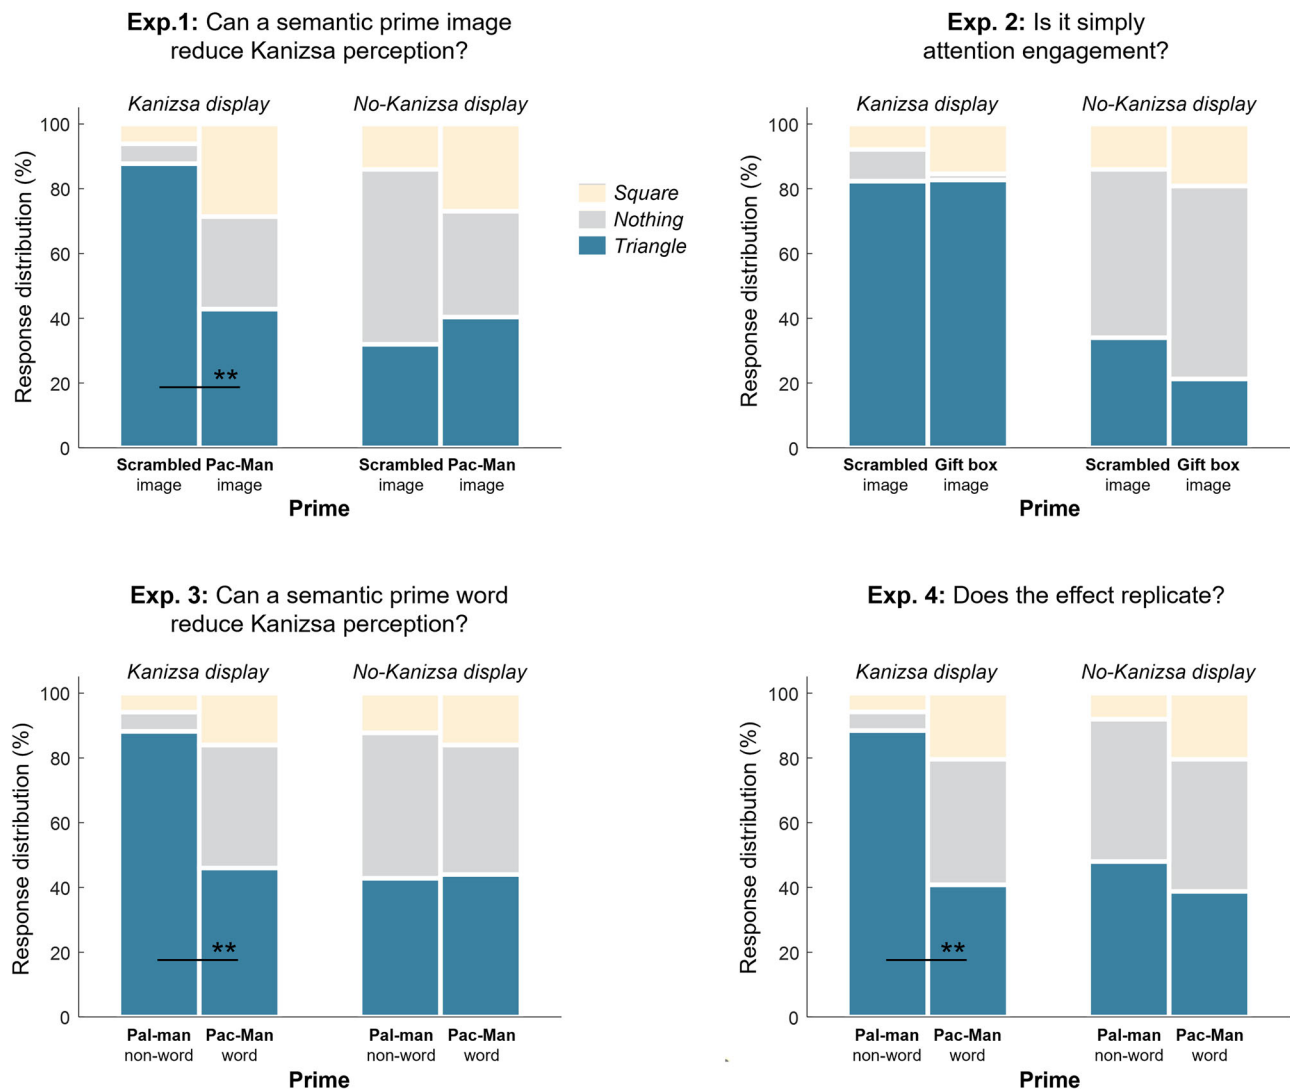 Exp.1: Can a semantic prime image
reduce Kanizsa perception?
Kanizsa display
No-Kanizsa display
Response distribution (%)
100
80
60
40
20
0
**
Scrambled
image
Pac-Man
image
Scrambled
image
Pac-Man
image
Prime
Square
Nothing
Triangle
Exp. 2: Is it simply
attention engagement?
Kanizsa display
No-Kanizsa display
Response distribution (%)
100
80
60
40
20
0
Scrambled
image
Gift box
image
Scrambled
image
Gift box
image
Prime
Exp. 3: Can a semantic prime word
reduce Kanizsa perception?
Kanizsa display
No-Kanizsa display
Response distribution (%)
100
80
60
40
20
0
**
Pal-man
non-word
Pac-Man
word
Pal-man
non-word
Pac-Man
word
Prime
Exp. 4: Does the effect replicate?
Kanizsa display
No-Kanizsa display
Response distribution (%)
100
80
60
40
20
0
**
Pal-man
non-word
Pac-Man
word
Pal-man
non-word
Pac-Man
word
Prime